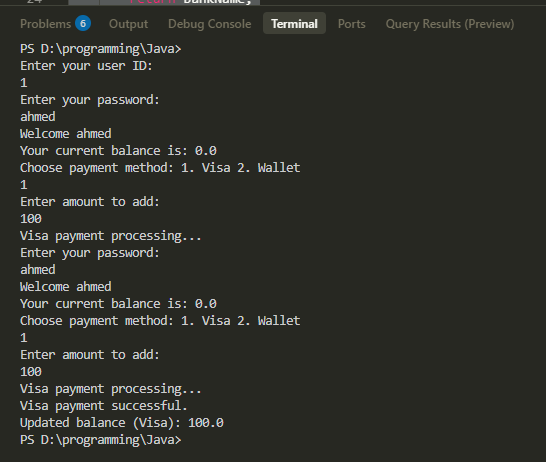 24 return BankName;
Problems 6 Output Debug Console Terminal Ports Query Results (Preview)
PS D:\programming\Java>
Enter your user ID:
1
Enter your password:
ahmed
Welcome ahmed
Your current balance is: 0.0
Choose payment method: 1. Visa 2. Wallet
1
Enter amount to add:
100
Visa payment processing...
Enter your password:
ahmed
Welcome ahmed
Your current balance is: 0.0
Choose payment method: 1. Visa 2. Wallet
1
Enter amount to add:
100
Visa payment processing...
Visa payment successful.
Updated balance (Visa): 100.0
PS D:\programming\Java>